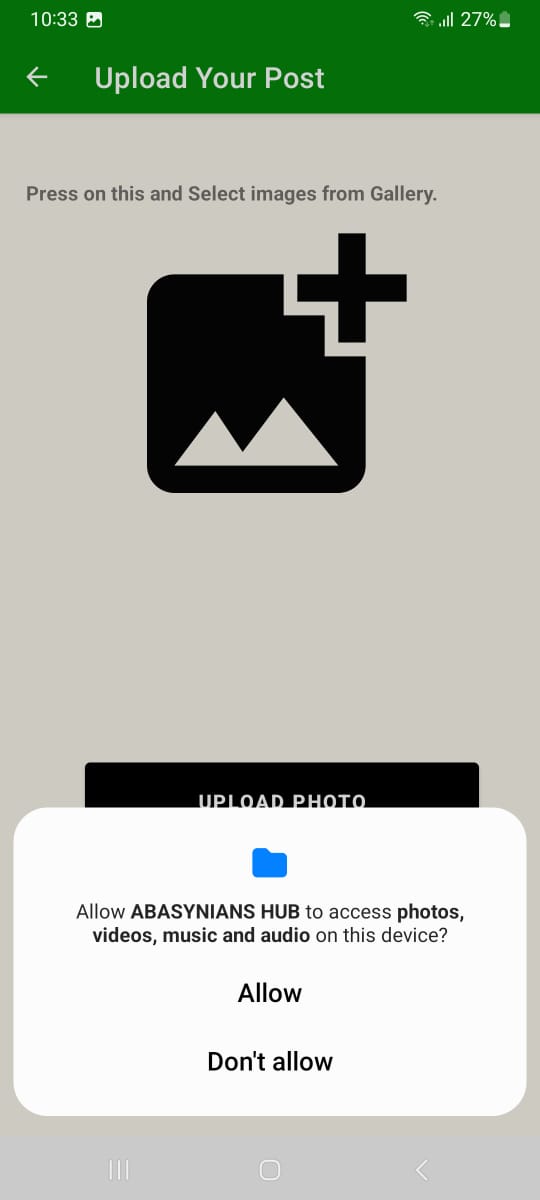 10:33 27%
Upload Your Post
Press on this and Select images from Gallery.
UPLOAD PHOTO
Allow ABASYNIANS HUB to access photos,
videos, music and audio on this device?
Allow
Don't allow